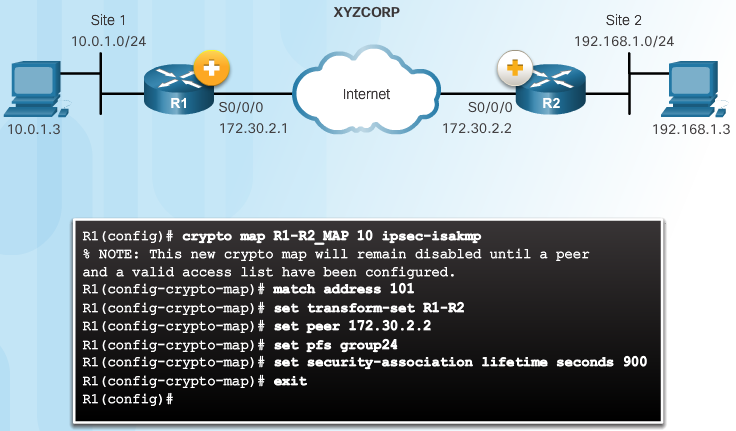 XYZCORP
Site 1
10.0.1.0/24
Site 2
192.168.1.0/24
R1
S0/0/0
172.30.2.1
Internet
S0/0/0
172.30.2.2
R2
10.0.1.3
192.168.1.3
R1(config)# crypto map R1-R2_MAP 10 ipsec-isakmp
% NOTE: This new crypto map will remain disabled until a peer
and a valid access list have been configured.
R1(config-crypto-map)# match address 101
R1(config-crypto-map)# set transform-set R1-R2
R1(config-crypto-map)# set peer 172.30.2.2
R1(config-crypto-map)# set pfs group24
R1(config-crypto-map)# set security-association lifetime seconds 900
R1(config-crypto-map)# exit
R1(config)#